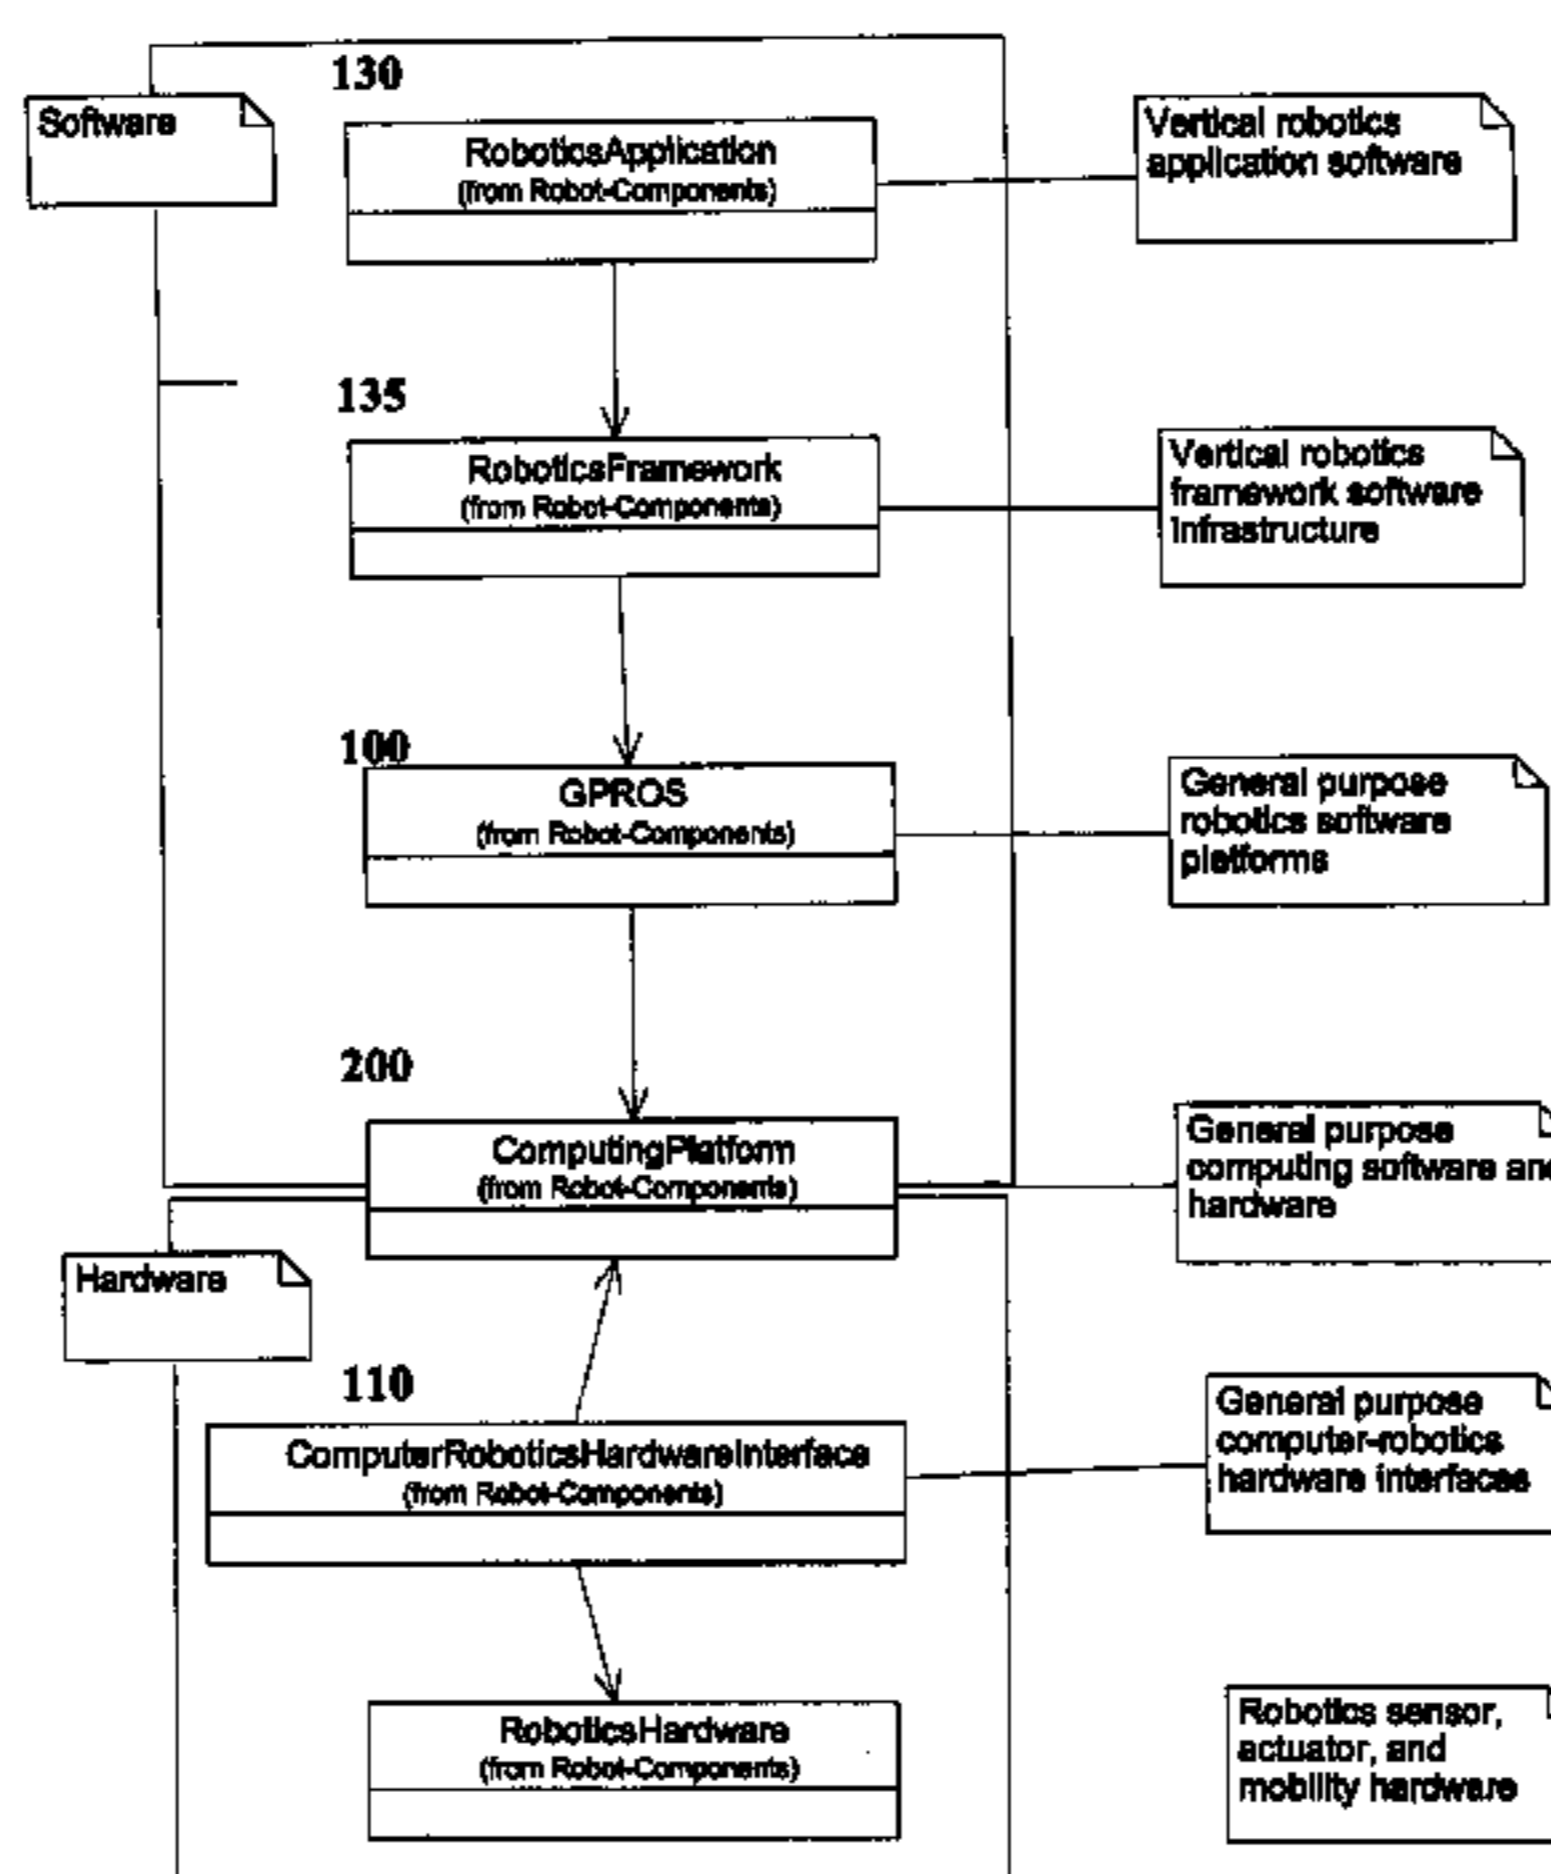 130
Software
RoboticsApplication
(from Robot-Components)
Vertical robotics
application software
135
RoboticsFramework
(from Robot-Components)
Vertical robotics
framework software
infrastructure
100
GPROS
(from Robot-Components)
General purpose
robotics software
platforms
200
ComputingPlatform
(from Robot-Components)
General purpose
computing software and
hardware
Hardware
110
ComputerRoboticsHardwareInterface
(from Robot-Components)
General purpose
computer-robotics
hardware interfaces
RoboticsHardware
(from Robot-Components)
Robotics sensor,
actuator, and
mobility hardware